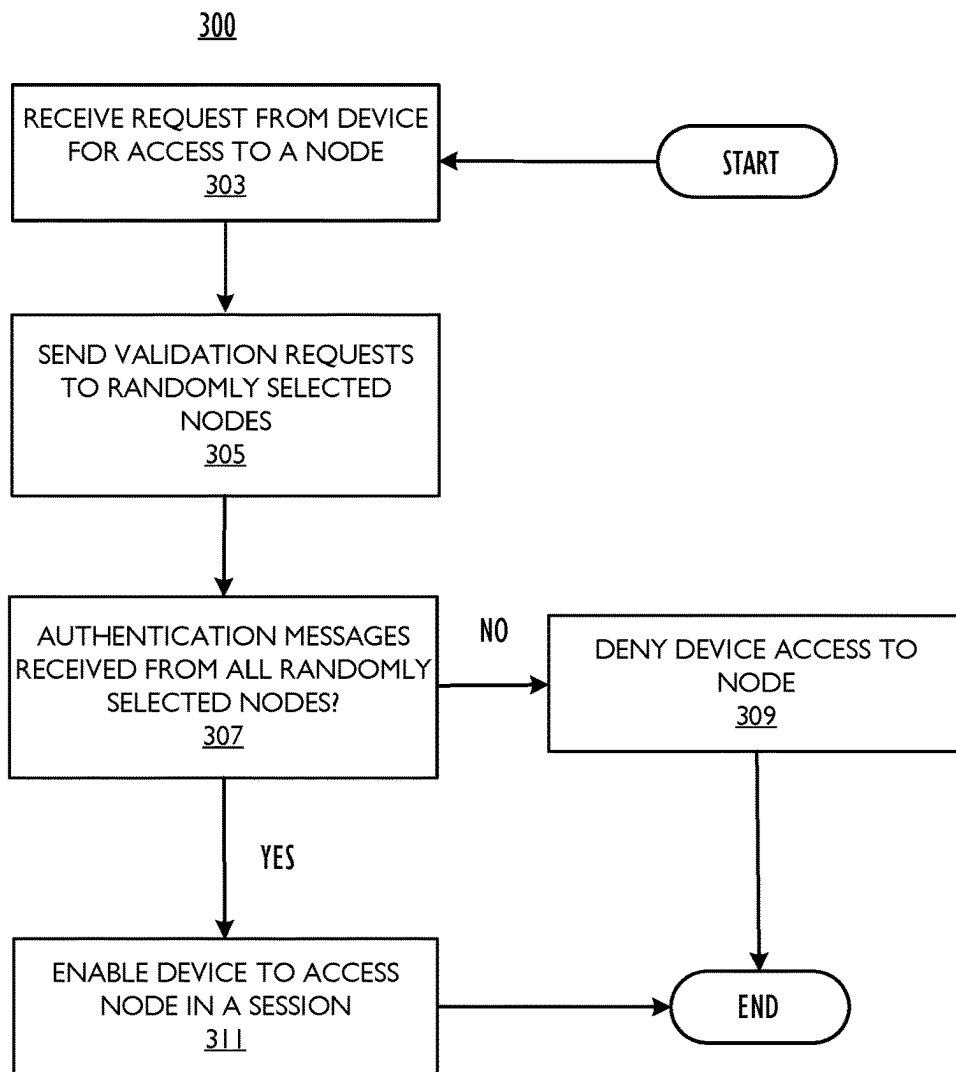 300
RECEIVE REQUEST FROM DEVICE
FOR ACCESS TO A NODE
303
START
SEND VALIDATION REQUESTS
TO RANDOMLY SELECTED
NODES
305
AUTHENTICATION MESSAGES
RECEIVED FROM ALL RANDOMLY
SELECTED NODES?
307
NO
DENY DEVICE ACCESS TO
NODE
309
YES
ENABLE DEVICE TO ACCESS
NODE IN A SESSION
311
END